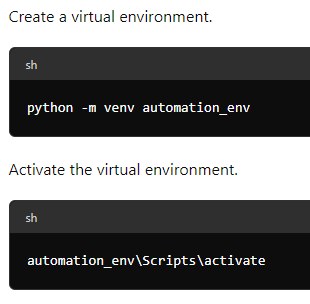 Create a virtual environment.
sh
python -m venv automation_env
Activate the virtual environment.
sh
automation_env\Scripts\activate